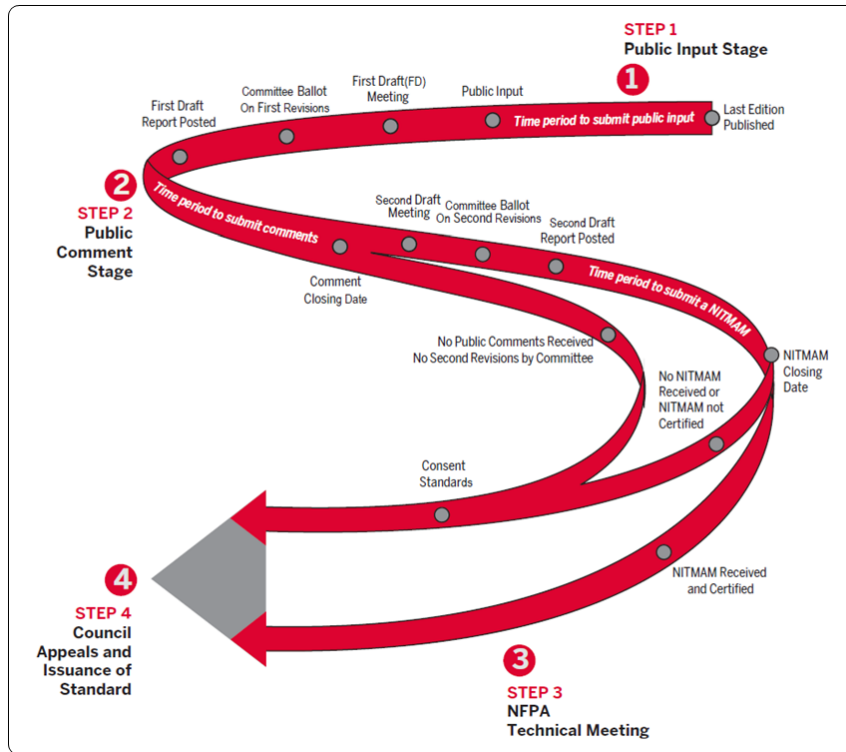 STEP 1
Public Input Stage
1
Last Edition
Published
Time period to submit public input
Public Input
First Draft(FD)
Meeting
Committee Ballot
On First Revisions
First Draft
Report Posted
2
STEP 2
Public
Comment
Stage
Time period to submit comments
Comment
Closing Date
Second Draft
Meeting
Committee Ballot
On Second Revisions
Second Draft
Report Posted
Time period to submit a NITMAM
NITMAM
Closing
Date
No Public Comments Received
No Second Revisions by Committee
No NITMAM
Received or
NITMAM not
Certified
Consent
Standards
NITMAM Received
and Certified
3
STEP 3
NFPA
Technical Meeting
4
STEP 4
Council
Appeals and
Issuance of
Standard